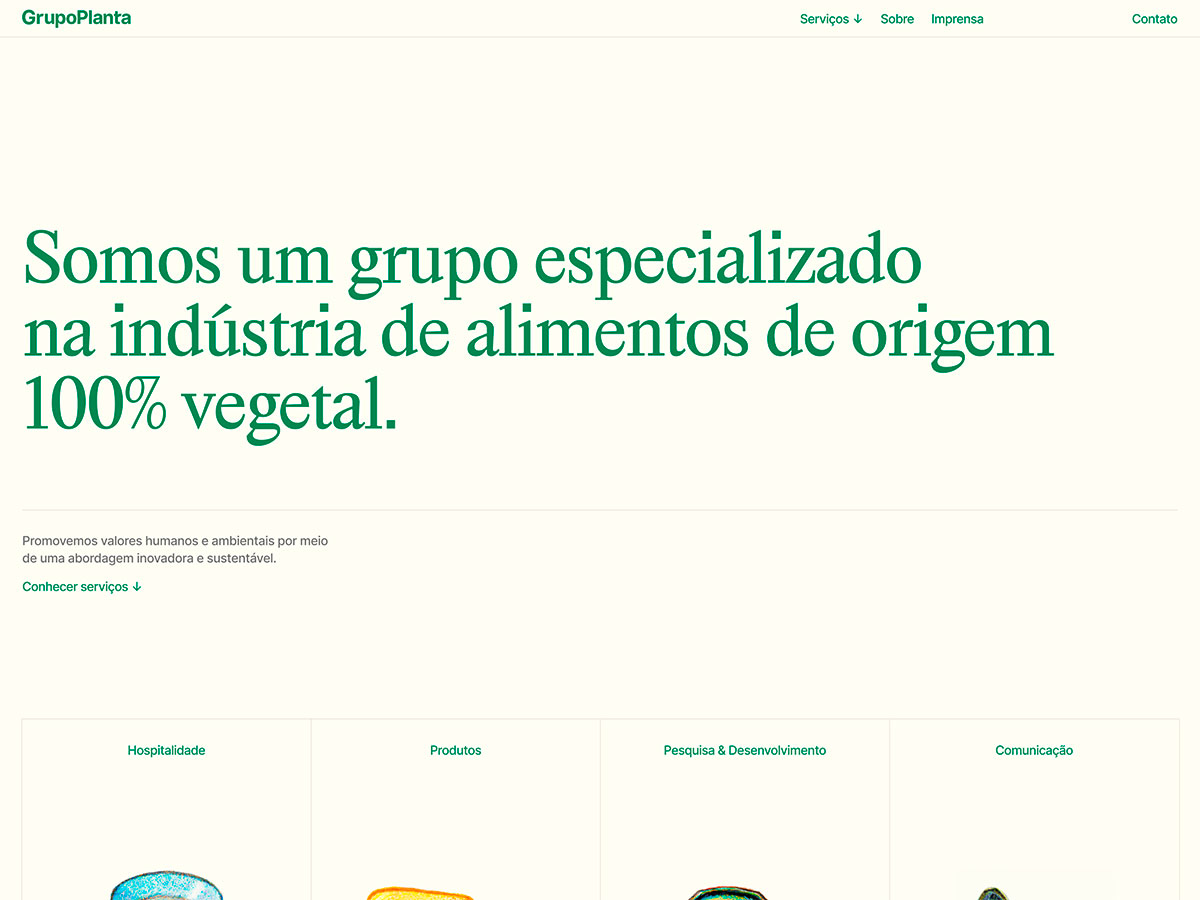 GrupoPlanta
Serviços ↓ Sobre Imprensa Contato
Somos um grupo especializado
na indústria de alimentos de origem
100% vegetal.
Promovemos valores humanos e ambientais por meio
de uma abordagem inovadora e sustentável.
Conhecer serviços ↓
Hospitalidade
Produtos
Pesquisa & Desenvolvimento
Comunicação